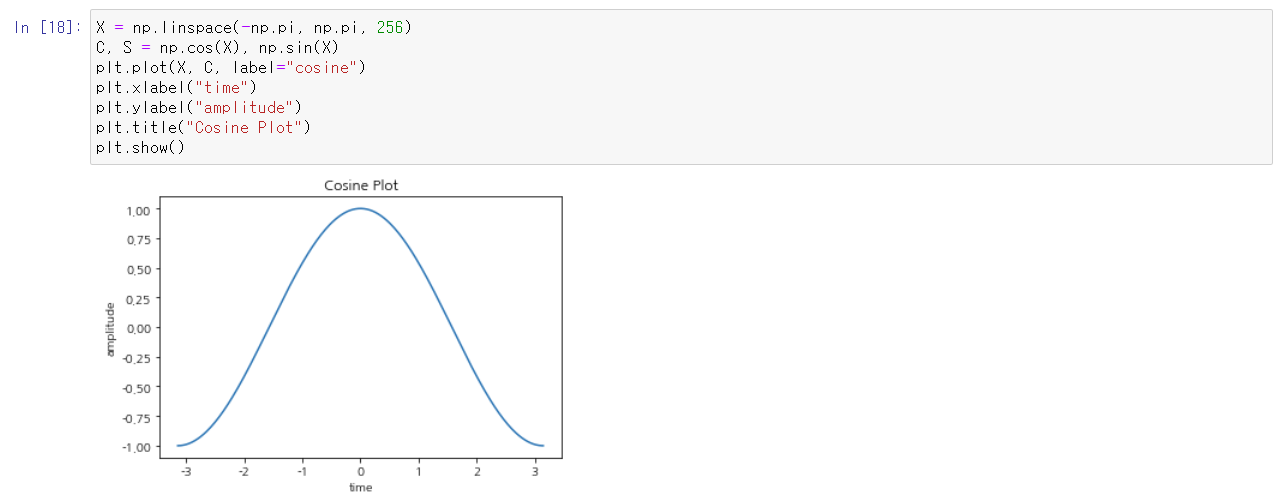 In [18]: X = np.linspace(-np.pi, np.pi, 256)
C, S = np.cos(X), np.sin(X)
plt.plot(X, C, label="cosine")
plt.xlabel("time")
plt.ylabel("amplitude")
plt.title("Cosine Plot")
plt.show()
Cosine Plot
1,00
0,75
0,50
0,25
0,00
-0,25
-0,50
-0,75
-1,00
amplitude
-3 -2 -1 0 1 2 3
time